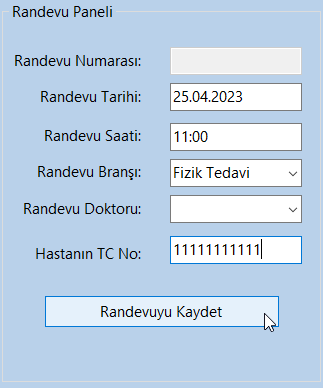 Randevu Paneli
Randevu Numarası:
Randevu Tarihi: 25.04.2023
Randevu Saati: 11:00
Randevu Branşı: Fizik Tedavi
Randevu Doktoru:
Hastanın TC No: 11111111111
Randevuyu Kaydet